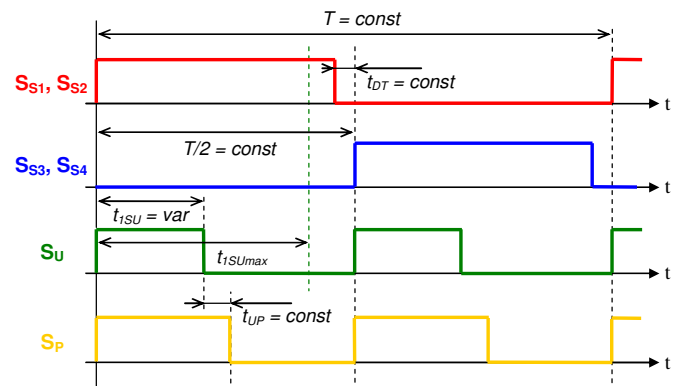 T = const
S_S1, S_S2
t_DT = const
t
T/2 = const
S_S3, S_S4
t
t_1SU = var
S_U
t_1SUmax
t
t_UP = const
S_P
t